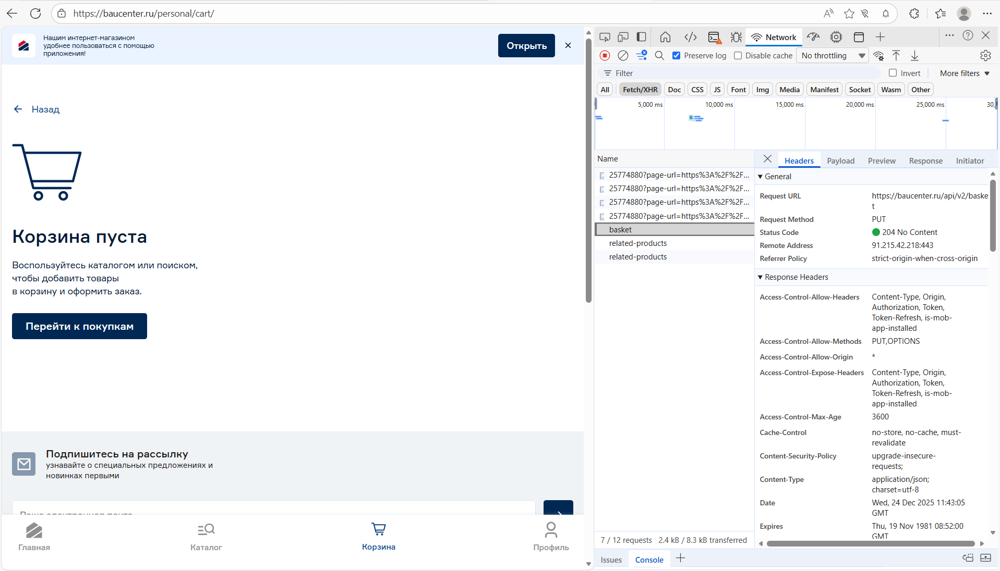 https://baucenter.ru/personal/cart/
Нашим интернет-магазином
удобнее пользоваться с помощью
приложения!
Открыть
Назад
Корзина пуста
Воспользуйтесь каталогом или поиском,
чтобы добавить товары
в корзину и оформить заказ.
Перейти к покупкам
Подпишитесь на рассылку
узнавайте о специальных предложениях и
новинках первыми
Ваша электронная почта
Главная
Каталог
Корзина
Профиль
Network
Preserve log
Disable cache
No throttling
Filter
Invert
More filters
All
Fetch/XHR
Doc
CSS
JS
Font
Img
Media
Manifest
Socket
Wasm
Other
5,000 ms
10,000 ms
15,000 ms
20,000 ms
25,000 ms
30,
Name
25774880?page-url=https%3A%2F%2F...
25774880?page-url=https%3A%2F%2F...
25774880?page-url=https%3A%2F%2F...
25774880?page-url=https%3A%2F%2F...
basket
related-products
related-products
7 / 12 requests 2.4 kB / 8.3 kB transferred
Headers
Payload
Preview
Response
Initiator
General
Request URL https://baucenter.ru/api/v2/baske
t
Request Method PUT
Status Code 204 No Content
Remote Address 91.215.42.218:443
Referrer Policy strict-origin-when-cross-origin
Response Headers
Access-Control-Allow-Headers Content-Type, Origin,
Authorization, Token,
Token-Refresh, is-mob-
app-installed
Access-Control-Allow-Methods PUT,OPTIONS
Access-Control-Allow-Origin *
Access-Control-Expose-Headers Content-Type, Origin,
Authorization, Token,
Token-Refresh, is-mob-
app-installed
Access-Control-Max-Age 3600
Cache-Control no-store, no-cache, must-
revalidate
Content-Security-Policy upgrade-insecure-
requests;
Content-Type application/json;
charset=utf-8
Date Wed, 24 Dec 2025 11:43:05
GMT
Expires Thu, 19 Nov 1981 08:52:00
GMT
Issues
Console